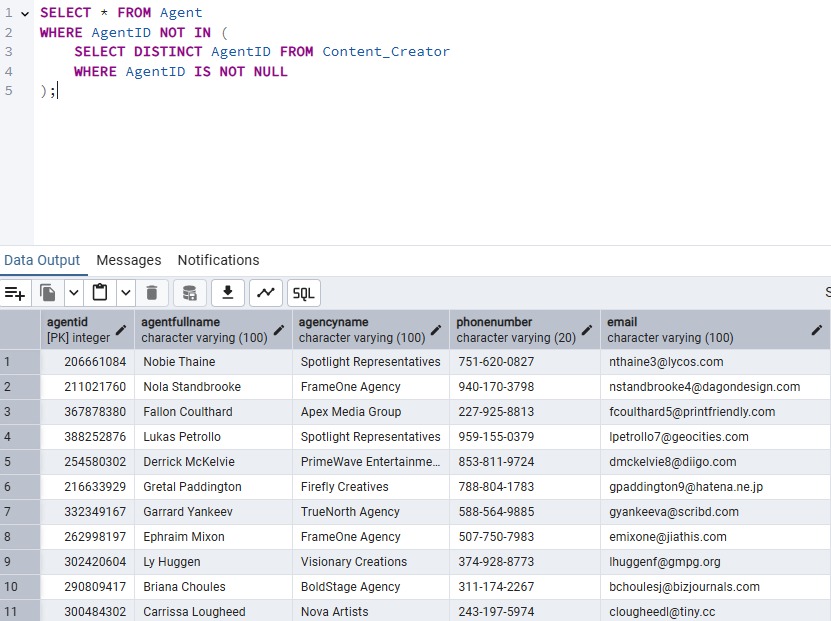 1 SELECT * FROM Agent
2 WHERE AgentID NOT IN (
3 SELECT DISTINCT AgentID FROM Content_Creator
4 WHERE AgentID IS NOT NULL
5 );
Data Output Messages Notifications
SQL S
agentid agentfullname agencyname phonenumber email
[PK] integer character varying (100) character varying (100) character varying (20) character varying (100)
1 206661084 Nobie Thaine Spotlight Representatives 751-620-0827 nthaine3@lycos.com
2 211021760 Nola Standbrooke FrameOne Agency 940-170-3798 nstandbrooke4@dagondesign.com
3 367878380 Fallon Coulthard Apex Media Group 227-925-8813 fcoulthard5@printfriendly.com
4 388252876 Lukas Petrollo Spotlight Representatives 959-155-0379 lpetrollo7@geocities.com
5 254580302 Derrick McKelvie PrimeWave Entertainme... 853-811-9724 dmckelvie8@diigo.com
6 216633929 Gretal Paddington Firefly Creatives 788-804-1783 gpaddington9@hatena.ne.jp
7 332349167 Garrard Yankeev TrueNorth Agency 588-564-9885 gyankeeva@scribd.com
8 262998197 Ephraim Mixon FrameOne Agency 507-750-7983 emixone@jiathis.com
9 302420604 Ly Huggen Visionary Creations 374-928-8773 lhuggenf@gmpg.org
10 290809417 Briana Choules BoldStage Agency 311-174-2267 bchoulesj@bizjournals.com
11 300484302 Carrissa Lougheed Nova Artists 243-197-5974 clougheedl@tiny.cc